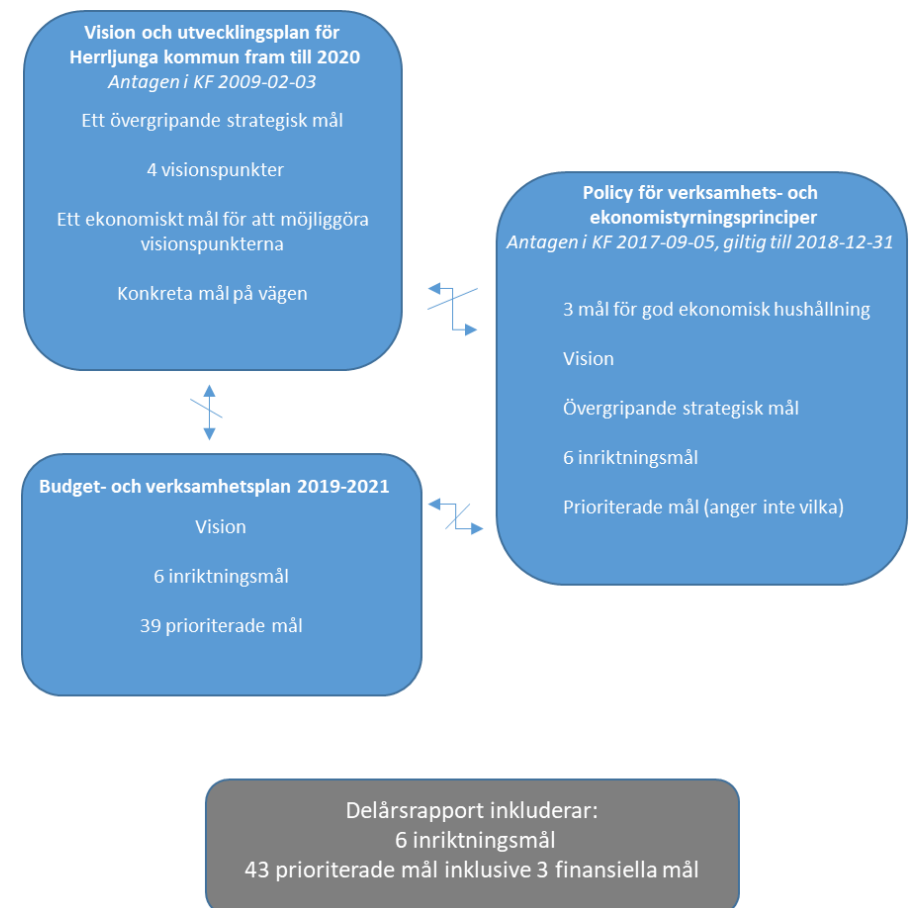 Vision och utvecklingsplan för
Herrljunga kommun fram till 2020
Antagen i KF 2009-02-03
Ett övergripande strategisk mål
4 visionspunkter
Ett ekonomiskt mål för att möjliggöra
visionspunkterna
Konkreta mål på vägen
Policy för verksamhets- och
ekonomistyrningsprinciper
Antagen i KF 2017-09-05, giltig till 2018-12-31
3 mål för god ekonomisk hushållning
Vision
Övergripande strategisk mål
6 inriktningsmål
Prioriterade mål (anger inte vilka)
Budget- och verksamhetsplan 2019-2021
Vision
6 inriktningsmål
39 prioriterade mål
Delårsrapport inkluderar:
6 inriktningsmål
43 prioriterade mål inklusive 3 finansiella mål